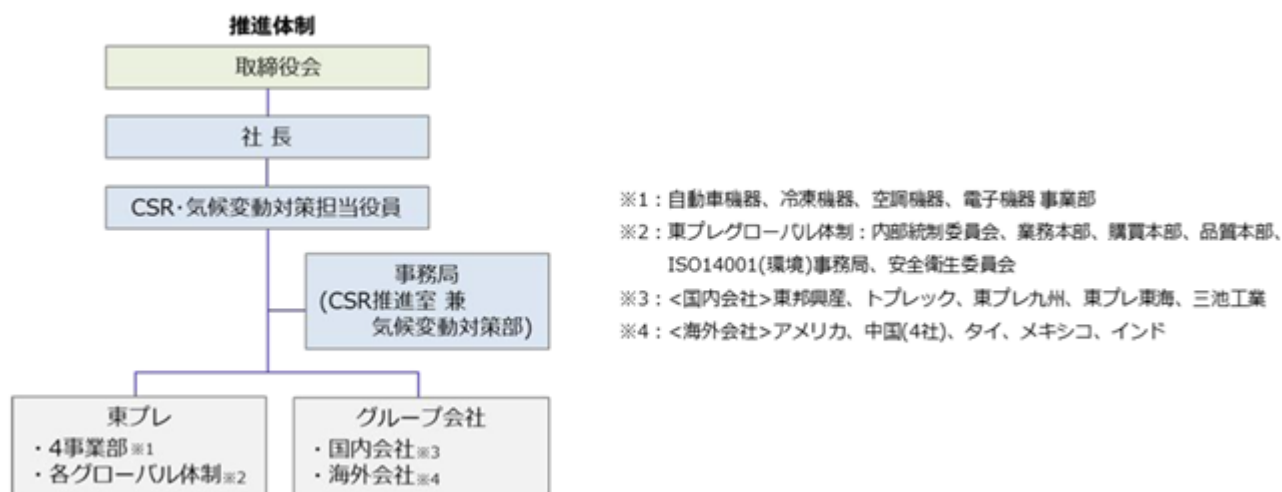 推進体制
取締役会
社 長
CSR・気候変動対策担当役員
事務局
(CSR推進室 兼
気候変動対策部)
東プレ
・4事業部※1
・各グローバル体制※2
グループ会社
・国内会社※3
・海外会社※4
※1：自動車機器、冷凍機器、空調機器、電子機器 事業部
※2：東プレグローバル体制：内部統制委員会、業務本部、購買本部、品質本部、
ISO14001(環境)事務局、安全衛生委員会
※3：<国内会社>東邦興産、トプレック、東プレ九州、東プレ東海、三池工業
※4：<海外会社>アメリカ、中国(4社)、タイ、メキシコ、インド